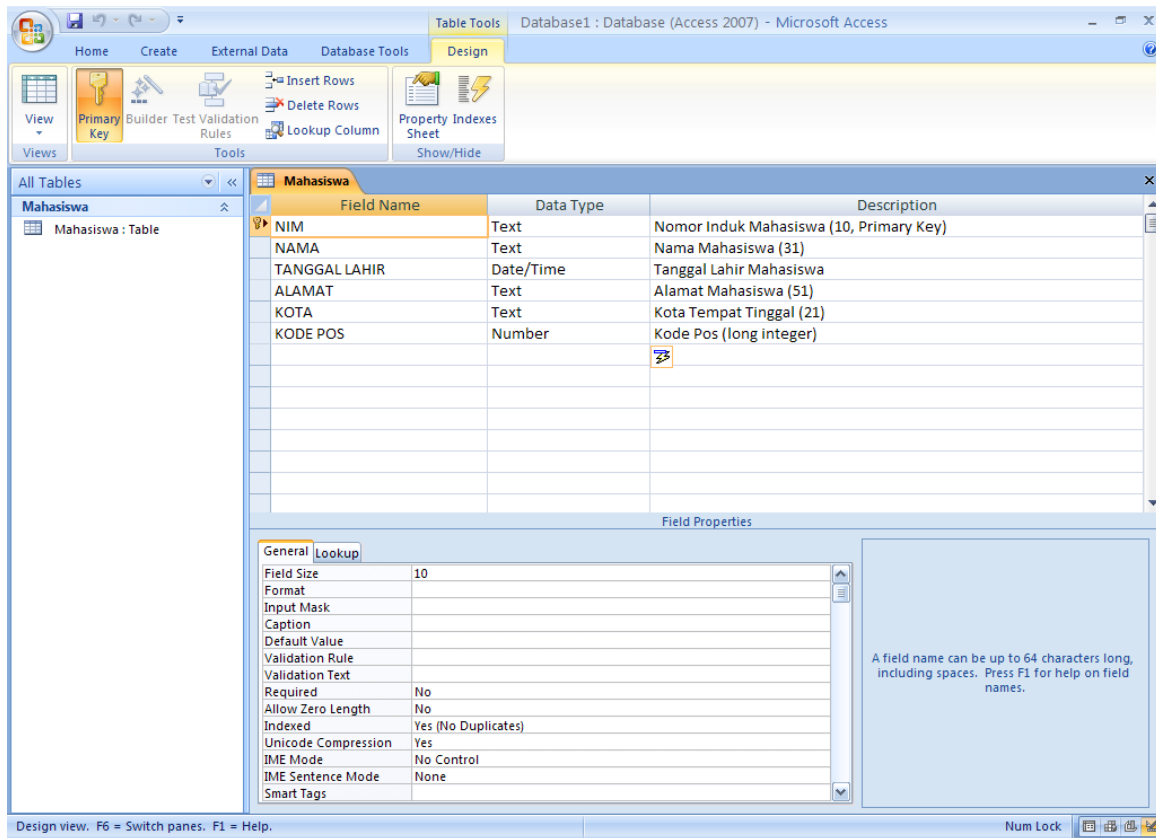 Table Tools Database1 : Database (Access 2007) - Microsoft Access
Home Create External Data Database Tools Design
View
Primary Key
Builder
Test Validation Rules
Insert Rows
Delete Rows
Lookup Column
Property Sheet
Indexes
Views Tools Show/Hide
All Tables
Mahasiswa
Mahasiswa : Table
Mahasiswa
Field Name Data Type Description
NIM Text Nomor Induk Mahasiswa (10, Primary Key)
NAMA Text Nama Mahasiswa (31)
TANGGAL LAHIR Date/Time Tanggal Lahir Mahasiswa
ALAMAT Text Alamat Mahasiswa (51)
KOTA Text Kota Tempat Tinggal (21)
KODE POS Number Kode Pos (long integer)
Field Properties
General Lookup
Field Size 10
Format
Input Mask
Caption
Default Value
Validation Rule
Validation Text
Required No
Allow Zero Length No
Indexed Yes (No Duplicates)
Unicode Compression Yes
IME Mode No Control
IME Sentence Mode None
Smart Tags
A field name can be up to 64 characters long,
including spaces. Press F1 for help on field
names.
Design view. F6 = Switch panes. F1 = Help. Num Lock